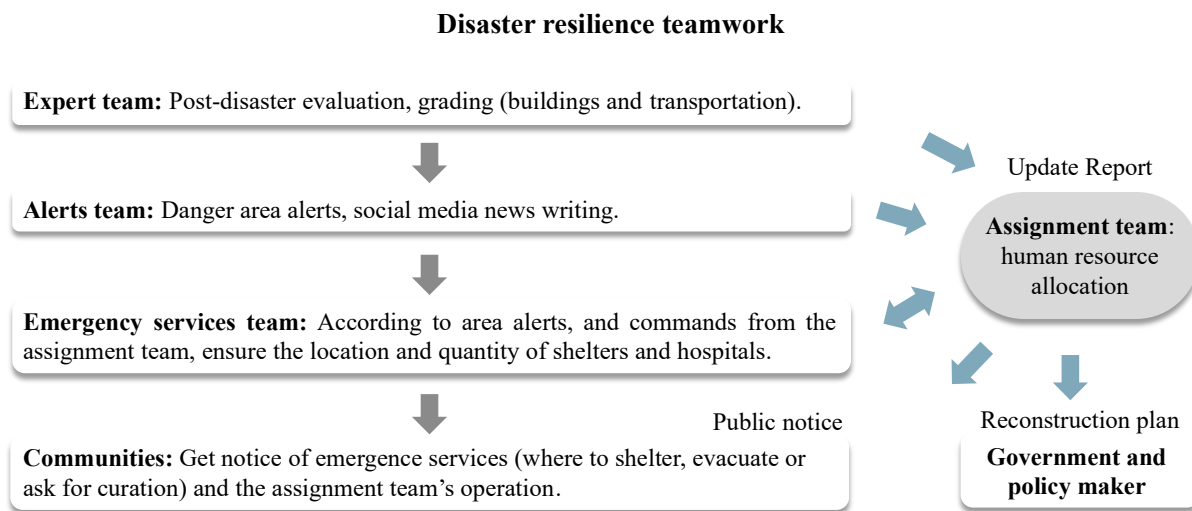 Disaster resilience teamwork
Expert team: Post-disaster evaluation, grading (buildings and transportation).
Update Report
Alerts team: Danger area alerts, social media news writing.
Assignment team:
human resource
allocation
Emergency services team: According to area alerts, and commands from the
assignment team, ensure the location and quantity of shelters and hospitals.
Public notice
Communities: Get notice of emergence services (where to shelter, evacuate or
ask for curation) and the assignment team's operation.
Reconstruction plan
Government and
policy maker